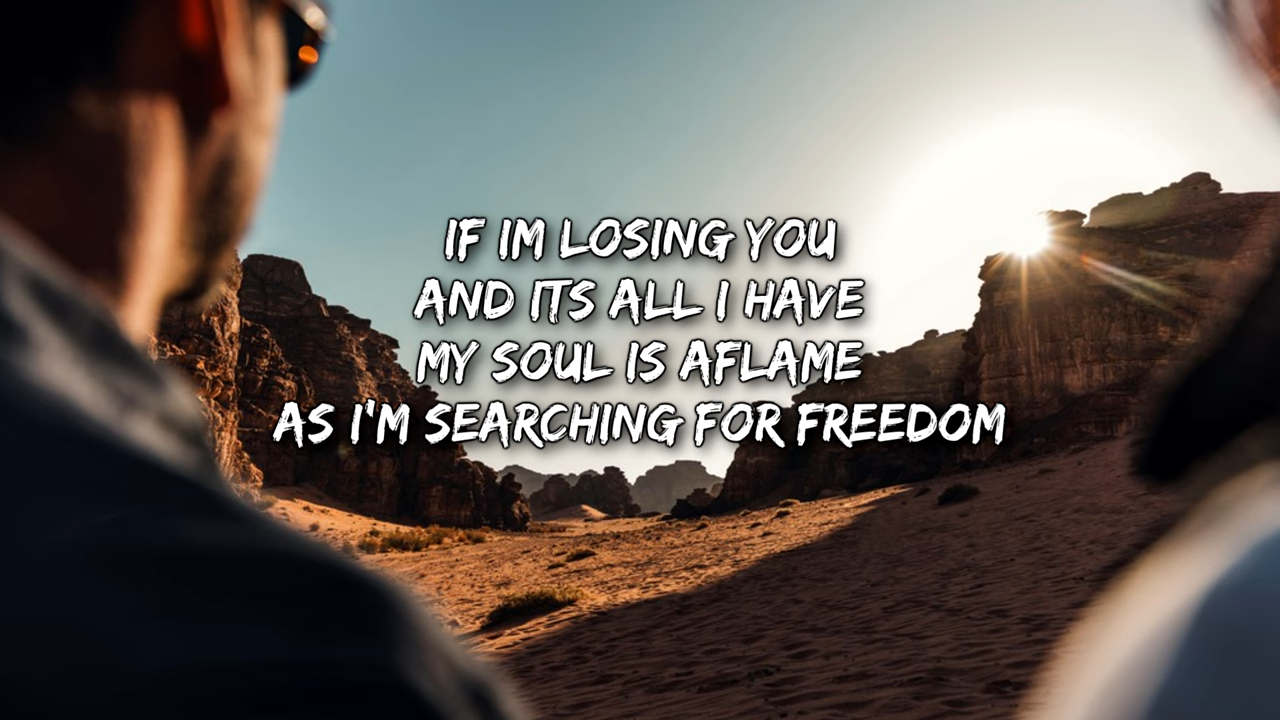 IF IM LOSING YOU
AND ITS ALL I HAVE
MY SOUL IS AFLAME
AS I'M SEARCHING FOR FREEDOM